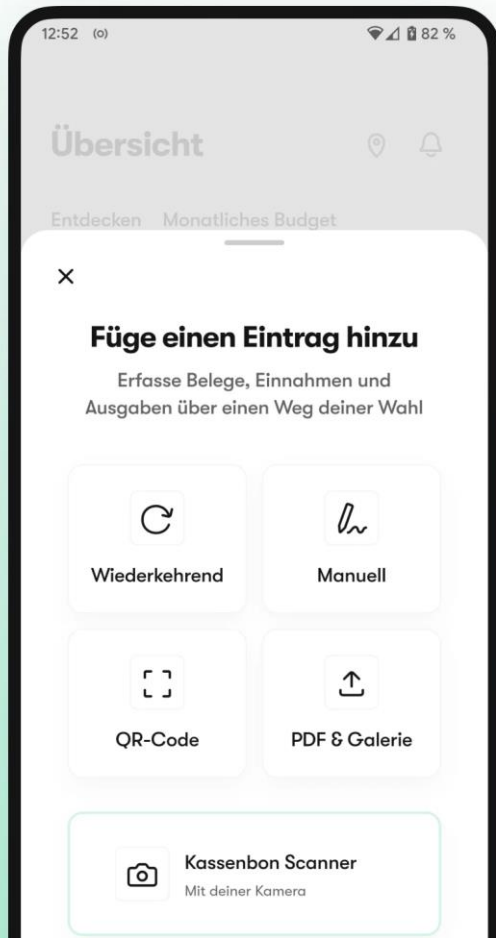 12:52 (o) 82 %
Übersicht
Entdecken Monatliches Budget
Füge einen Eintrag hinzu
Erfasse Belege, Einnahmen und
Ausgaben über einen Weg deiner Wahl
Wiederkehrend Manuell
QR-Code PDF & Galerie
Kassenbon Scanner
Mit deiner Kamera